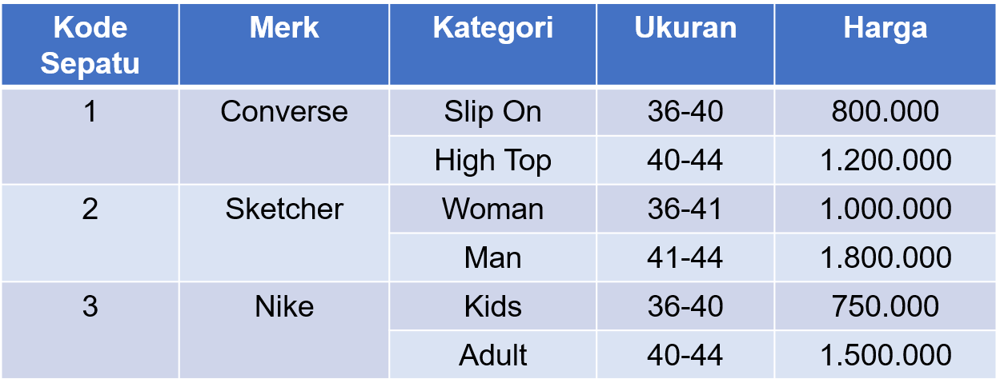 Kode Sepatu Merk Kategori Ukuran Harga
1 Converse Slip On 36-40 800.000
High Top 40-44 1.200.000
2 Sketcher Woman 36-41 1.000.000
Man 41-44 1.800.000
3 Nike Kids 36-40 750.000
Adult 40-44 1.500.000